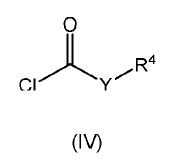 O
Cl Y R⁴
(IV)